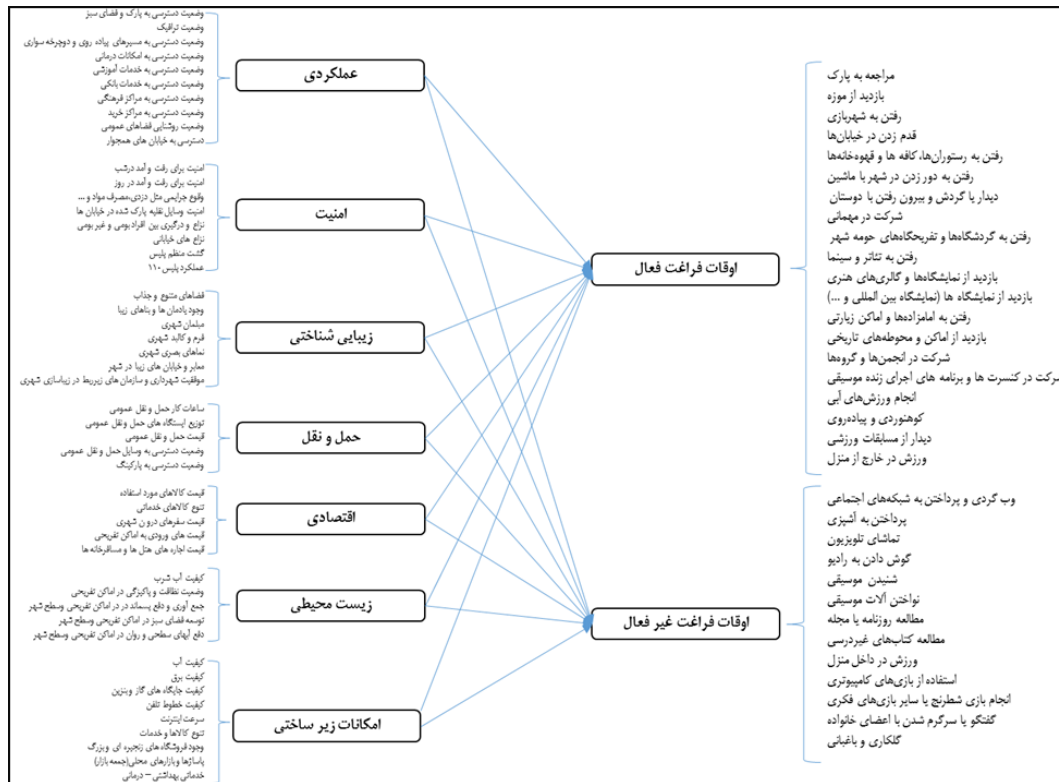 وضعیت دسترسی به پارک و فضای سبز
وضعیت ترافیک
وضعیت دسترسی به مسیرهای پیاده روی و دوچرخه سواری
وضعیت دسترسی به امکانات درمانی
وضعیت دسترسی به خدمات آموزشی
وضعیت دسترسی به خدمات بانکی
وضعیت دسترسی به مراکز فرهنگی
وضعیت دسترسی به مراکز خرید
وضعیت روشنایی فضاهای عمومی
دسترسی به خیابان های همجوار
عملکردی
امنیت برای رفت و آمد درشب
امنیت برای رفت و آمد در روز
وقوع جرایمی مثل دزدی،مصرف مواد و ...
امنیت وسایل نقلیه پارک شده در خیابان ها
نزاع و درگیری بین افراد بومی و غیر بومی
نزاع های خیابانی
گشت منظم پلیس
عملکرد پلیس ۱۱۰
امنیت
فضاهای متنوع و جذاب
وجود یادمان ها و بناهای زیبا
مبلمان شهری
فرم و کالبد شهری
نماهای بصری شهری
معابر و خیابان های زیبا در شهر
موفقیت شهرداری و سازمان های زیربط در زیباسازی شهری
زیبایی شناختی
ساعات کار حمل و نقل عمومی
توزیع ایستگاه های حمل ونقل عمومی
قیمت حمل و نقل عمومی
وضعیت دسترسی به وسایل حمل و نقل عمومی
وضعیت دسترسی به پارکینگ
حمل و نقل
قیمت کالاهای مورد استفاده
تنوع کالاهای خدماتی
قیمت سفرهای درو ن شهری
قیمت های ورودی به اماکن تفریحی
قیمت اجاره های هتل ها و مسافرخانه ها
اقتصادی
کیفیت آب شرب
وضعیت نظافت و پاکیزگی در اماکن تفریحی
جمع آوری و دفع پسماند در در اماکن تفریحی وسطح شهر
توسعه فضای سبز در اماکن تفریحی وسطح شهر
دفع آبهای سطحی و روان در اماکن تفریحی وسطح شهر
زیست محیطی
کیفیت آب
کیفیت برق
کیفیت جایگاه های گاز وبنزین
کیفیت خطوط تلفن
سرعت اینترنت
تنوع کالاها و خدمات
وجود فروشگاه های زنجیره ای و بزرگ
پاساژها و بازارهای محلی(جمعه بازار)
خدماتی بهداشتی – درمانی
امکانات زیر ساختی
اوقات فراغت فعال
مراجعه به پارک
بازدید از موزه
رفتن به شهربازی
قدم زدن در خیابان‌ها
رفتن به رستوران‌ها،کافه ها و قهوه‌خانه‌ها
رفتن به دور زدن در شهر با ماشین
دیدار یا گردش و بیرون رفتن با دوستان
شرکت در مهمانی
رفتن به گردشگاه‌ها و تفریحگاه‌های حومه شهر
رفتن به تئاتر و سینما
بازدید از نمایشگاه‌ها و گالری‌های هنری
بازدید از نمایشگاه ها (نمایشگاه بین المللی و ...)
رفتن به امامزاده‌ها و اماکن زیارتی
بازدید از اماکن و محوطه‌های تاریخی
شرکت در انجمن‌ها و گروه‌ها
شرکت در کنسرت ها و برنامه های اجرای زنده موسیقی
انجام ورزش‌های آبی
کوهنوردی و پیاده‌روی
دیدار از مسابقات ورزشی
ورزش در خارج از منزل
اوقات فراغت غیر فعال
وب گردی و پرداختن به شبکه‌های اجتماعی
پرداختن به آشپزی
تماشای تلویزیون
گوش دادن به رادیو
شنیدن موسیقی
نواختن آلات موسیقی
مطالعه روزنامه یا مجله
مطالعه کتاب‌های غیردرسی
ورزش در داخل منزل
استفاده از بازی‌های کامپیوتری
انجام بازی شطرنج یا سایر بازی‌های فکری
گفتگو یا سرگرم شدن با اعضای خانواده
گلکاری و باغبانی